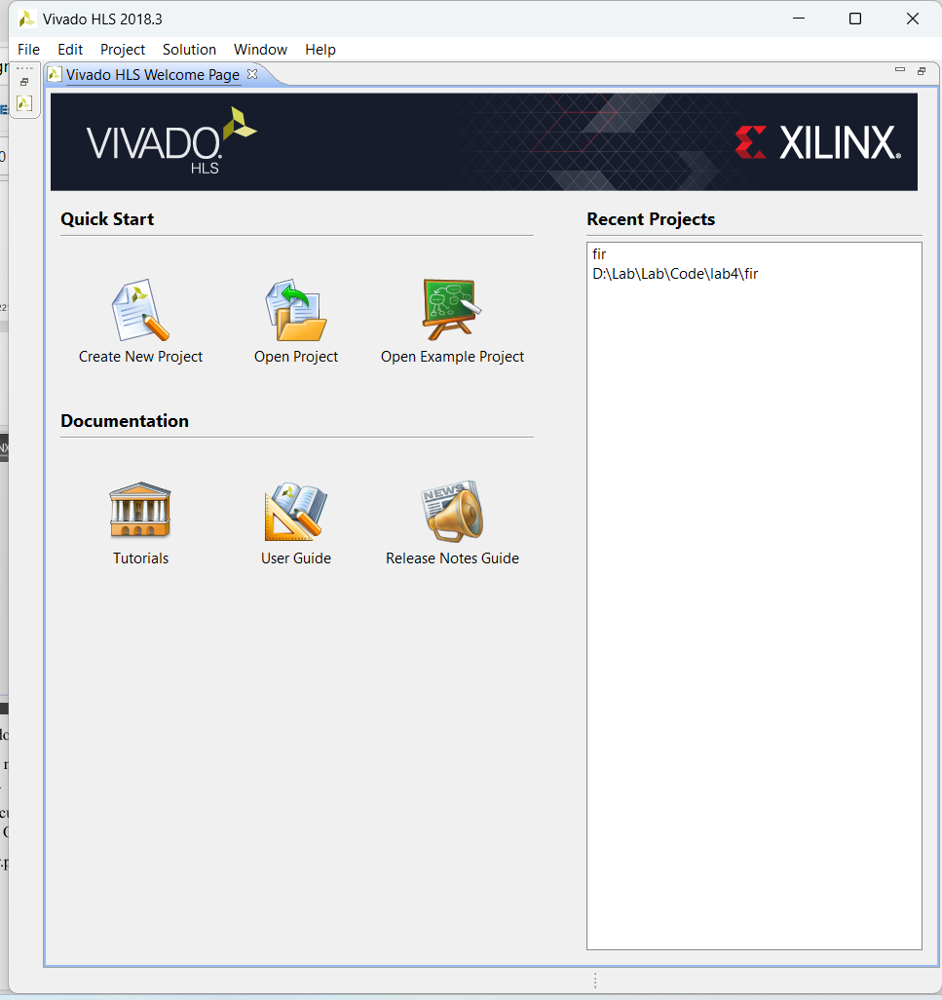 Vivado HLS 2018.3
File Edit Project Solution Window Help
Vivado HLS Welcome Page
VIVADO.
HLS
XILINX
Quick Start
Create New Project
Open Project
Open Example Project
Documentation
NEWS
Tutorials
User Guide
Release Notes Guide
Recent Projects
fir
D:\Lab\Lab\Code\lab4\fir